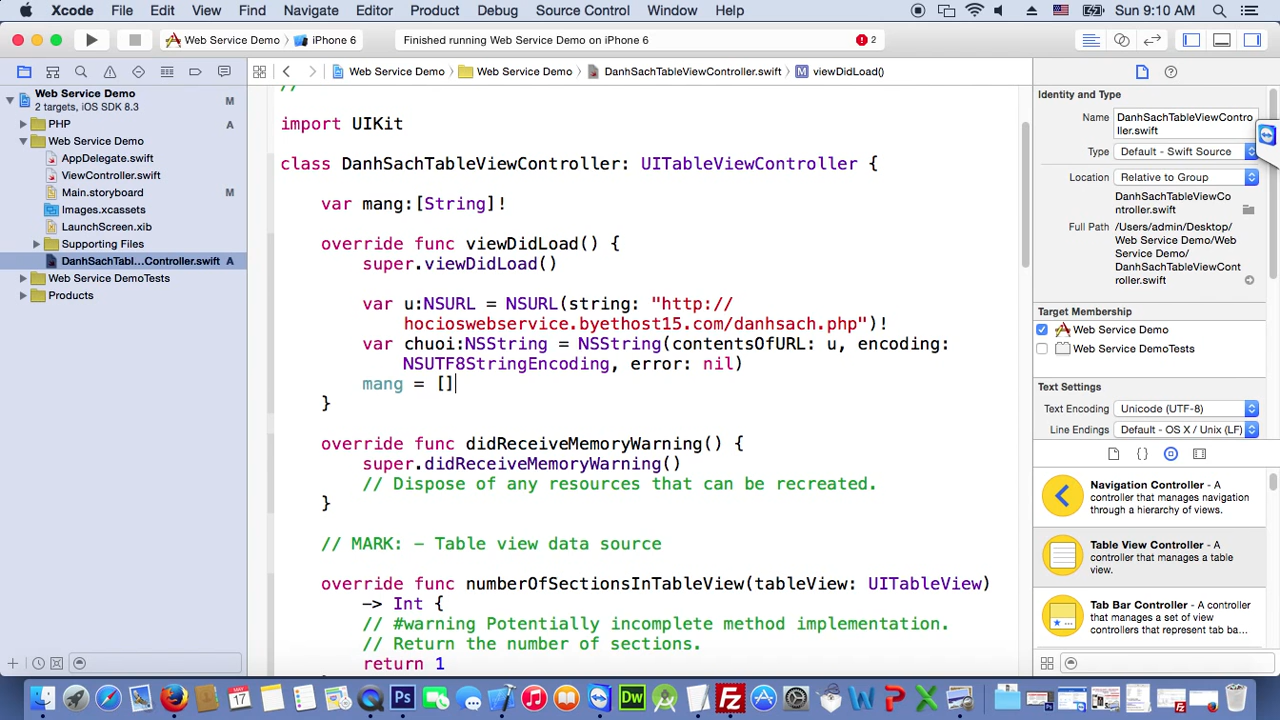 Xcode File Edit View Find Navigate Editor Product Debug Source Control Window Help Sun 9:10 AM
Web Service Demo iPhone 6 Finished running Web Service Demo on iPhone 6 2
Web Service Demo Web Service Demo DanhSachTableViewController.swift M viewDidLoad()
Web Service Demo
2 targets, iOS SDK 8.3 M
PHP A
Web Service Demo
AppDelegate.swift
ViewController.swift
Main.storyboard M
Images.xcassets
LaunchScreen.xib
Supporting Files
DanhSachTabl...Controller.swift A
Web Service DemoTests
Products
//
import UIKit
class DanhSachTableViewController: UITableViewController {
var mang:[String]!
override func viewDidLoad() {
super.viewDidLoad()
var u:NSURL = NSURL(string: "http://
hocioswebservice.byethost15.com/danhsach.php")!
var chuoi:NSString = NSString(contentsOfURL: u, encoding:
NSUTF8StringEncoding, error: nil)
mang = []
}
override func didReceiveMemoryWarning() {
super.didReceiveMemoryWarning()
// Dispose of any resources that can be recreated.
}
// MARK: - Table view data source
override func numberOfSectionsInTableView(tableView: UITableView)
-> Int {
// #warning Potentially incomplete method implementation.
// Return the number of sections.
return 1
Identity and Type
Name DanhSachTableViewContro
ller.swift
Type Default - Swift Source
Location Relative to Group
DanhSachTableViewCo
ntroller.swift
Full Path /Users/admin/Desktop/
Web Service Demo/Web
Service Demo/
DanhSachTableViewCont
roller.swift
Target Membership
Web Service Demo
Web Service DemoTests
Text Settings
Text Encoding Unicode (UTF-8)
Line Endings Default - OS X / Unix (LF)
Navigation Controller - A
controller that manages navigation
through a hierarchy of views.
Table View Controller - A
controller that manages a table
view.
Tab Bar Controller - A controller
that manages a set of view
controllers that represent tab ba...
17 Ps Dw W P X Fz